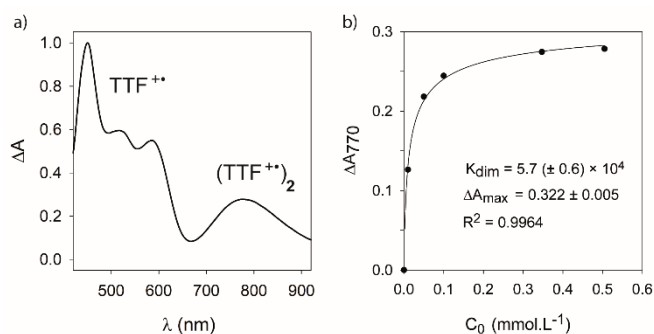 a)
b)
TTF+•
(TTF+•)2
ΔA
1.0
0.8
0.6
0.4
0.2
0.0
500 600 700 800 900
λ (nm)
ΔA770
0.3
0.2
0.1
0.0
Kdim = 5.7 (± 0.6) × 10^4
ΔAmax = 0.322 ± 0.005
R^2 = 0.9964
0.0 0.1 0.2 0.3 0.4 0.5 0.6
C0 (mmol.L-1)